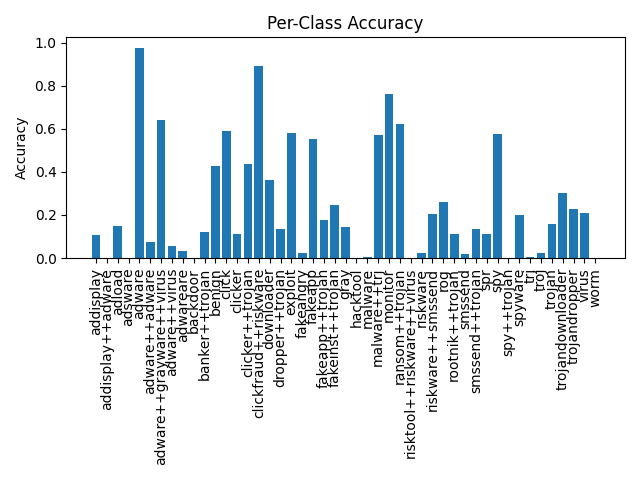 Per-Class Accuracy
Accuracy
1.0
0.8
0.6
0.4
0.2
0.0
addisplay
addisplay++adware
adload
adsware
adware
adware++adware
adware++grayware++virus
adware++virus
adwareare
backdoor
banker++trojan
benign
click
clicker
clicker++trojan
clickfraud++riskware
downloader
dropper++trojan
exploit
fakeangry
fakeapp
fakeapp++trojan
fakeinst++trojan
gray
hacktool
malware
malware++trj
monitor
ransom++trojan
risktool++riskware++virus
riskware
riskware++smssend
rog
rootnik++trojan
smssend
smssend++trojan
spr
spy
spy++trojan
spyware
trj
troj
trojan
trojandownloader
trojandropper
virus
worm